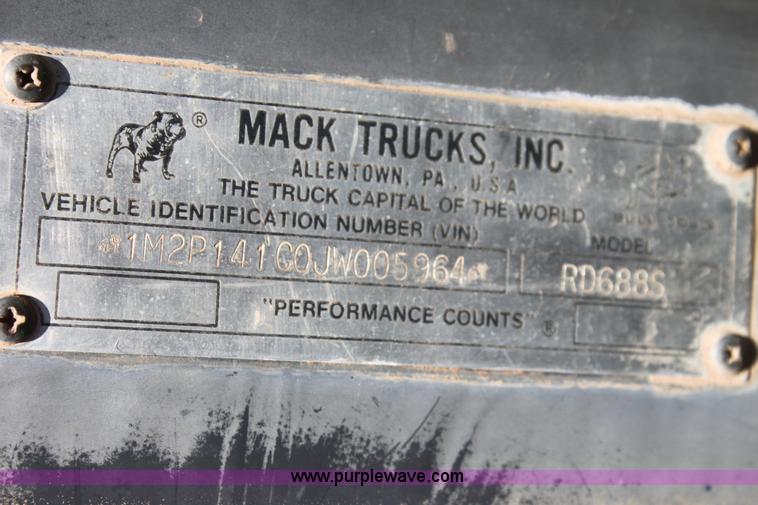 ® MACK TRUCKS, INC.
ALLENTOWN, PA., U.S.A
THE TRUCK CAPITAL OF THE WORLD
VEHICLE IDENTIFICATION NUMBER (VIN) MODEL
1M2P141C0JW005964 RD688S
"PERFORMANCE COUNTS" ®
www.purplewave.com